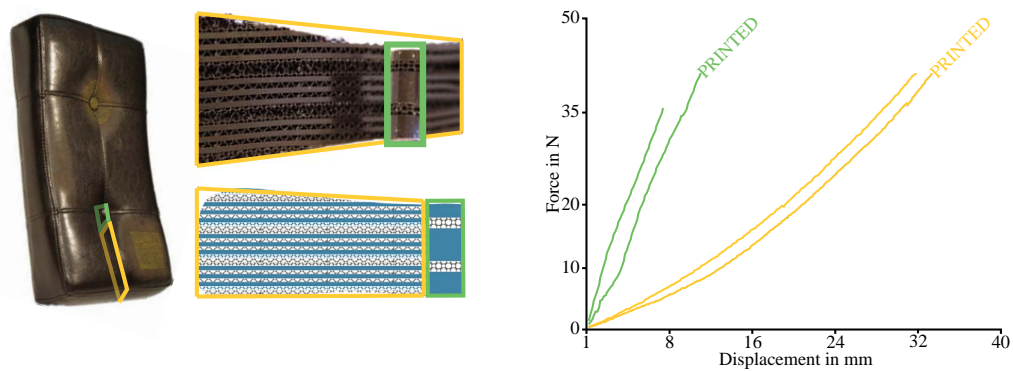 50
35
20
10
0
Force in N
PRINTED
PRINTED
1
8
16
24
32
40
Displacement in mm